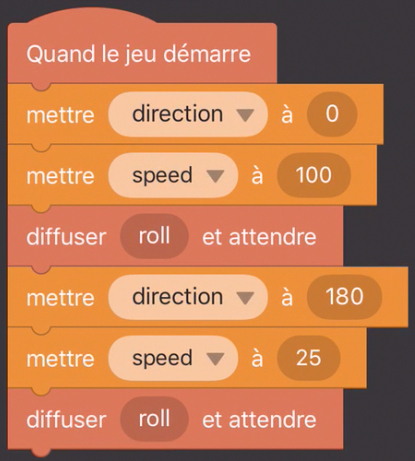 Quand le jeu démarre
mettre direction à 0
mettre speed à 100
diffuser roll et attendre
mettre direction à 180
mettre speed à 25
diffuser roll et attendre